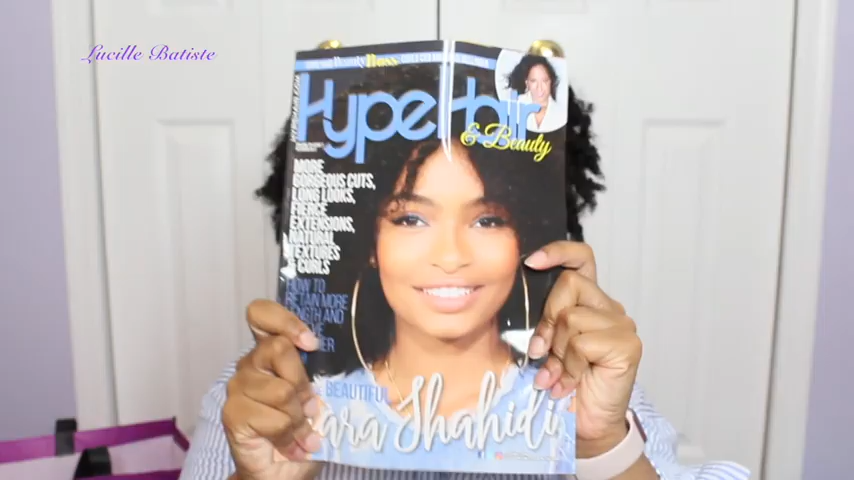 Lucille Batiste
Boss
Hype Hair
& Beauty
MORE
GORGEOUS CUTS,
LONG LOOKS,
FIERCE
EXTENSIONS,
NATURAL
TEXTURES
& CURLS
HOW TO
RETAIN MORE
LENGTH AND
BEAUTIFUL
ara Shahidi